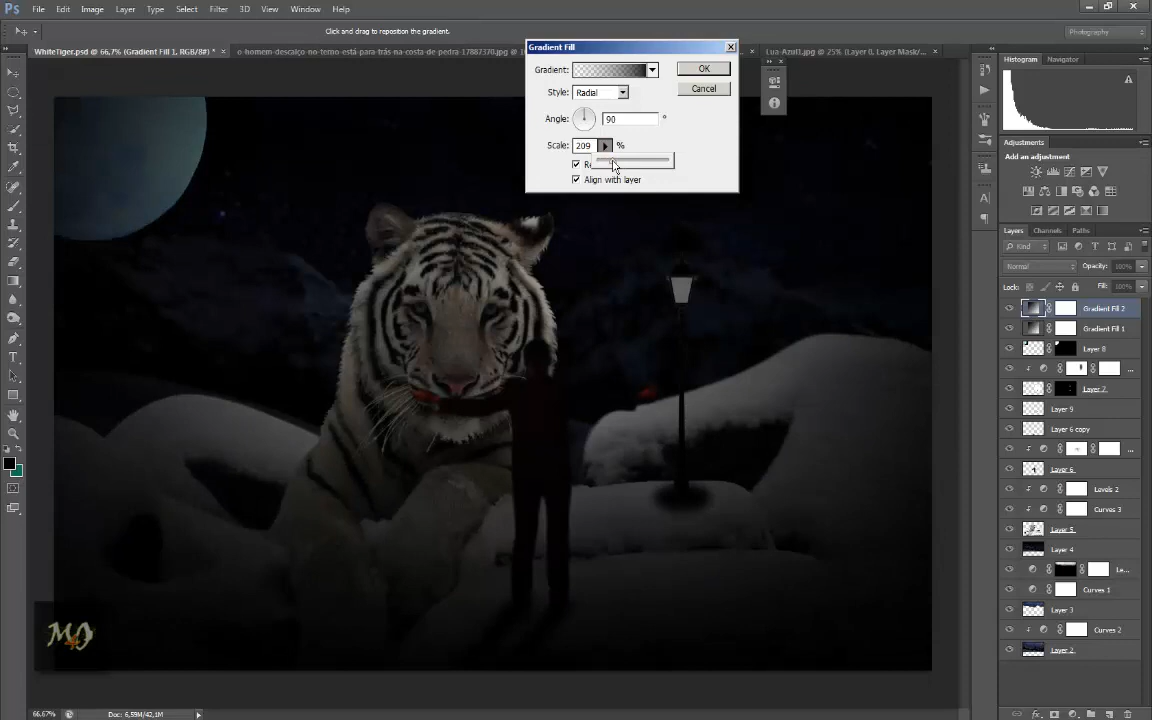 Ps File Edit Image Layer Type Select Filter 3D View Window Help
Click and drag to reposition the gradient.
Photography
WhiteTiger.psd @ 66,7% (Gradient Fill 1, RGB/8#) *
o-homem-descalço-no-terno-está-para-trás-na-costa-de-pedra-17887370.jpg
Lua-Azul1.jpg @ 25% (Layer 0, Layer Mask/
Gradient Fill
Gradient:
OK
Style: Radial
Cancel
Angle: 90 °
Scale: 209 %
Align with layer
Histogram Navigator
Adjustments
Add an adjustment
Layers Channels Paths
Kind
Normal Opacity: 100%
Lock: Fill: 100%
Gradient Fill 2
Gradient Fill 1
Layer 8
...
Layer 7
Layer 9
Layer 6 copy
...
Layer 6
Levels 2
Curves 3
Layer 5
Layer 4
Le...
Curves 1
Layer 3
Curves 2
Layer 2
66,67%
Doc: 6,59M/42,1M